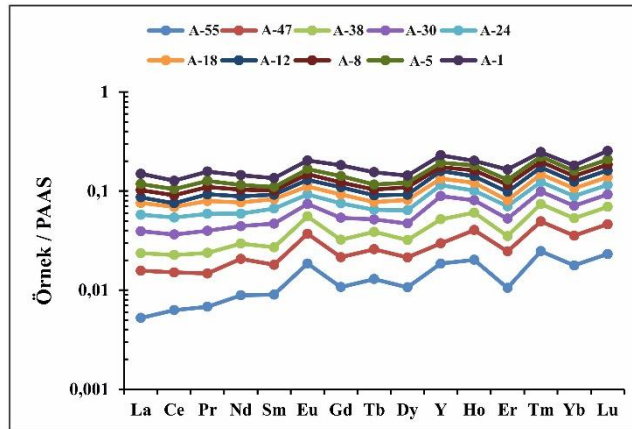 A-55 A-47 A-38 A-30 A-24
A-18 A-12 A-8 A-5 A-1
1
0,1
0,01
0,001
Örnek / PAAS
La Ce Pr Nd Sm Eu Gd Tb Dy Y Ho Er Tm Yb Lu